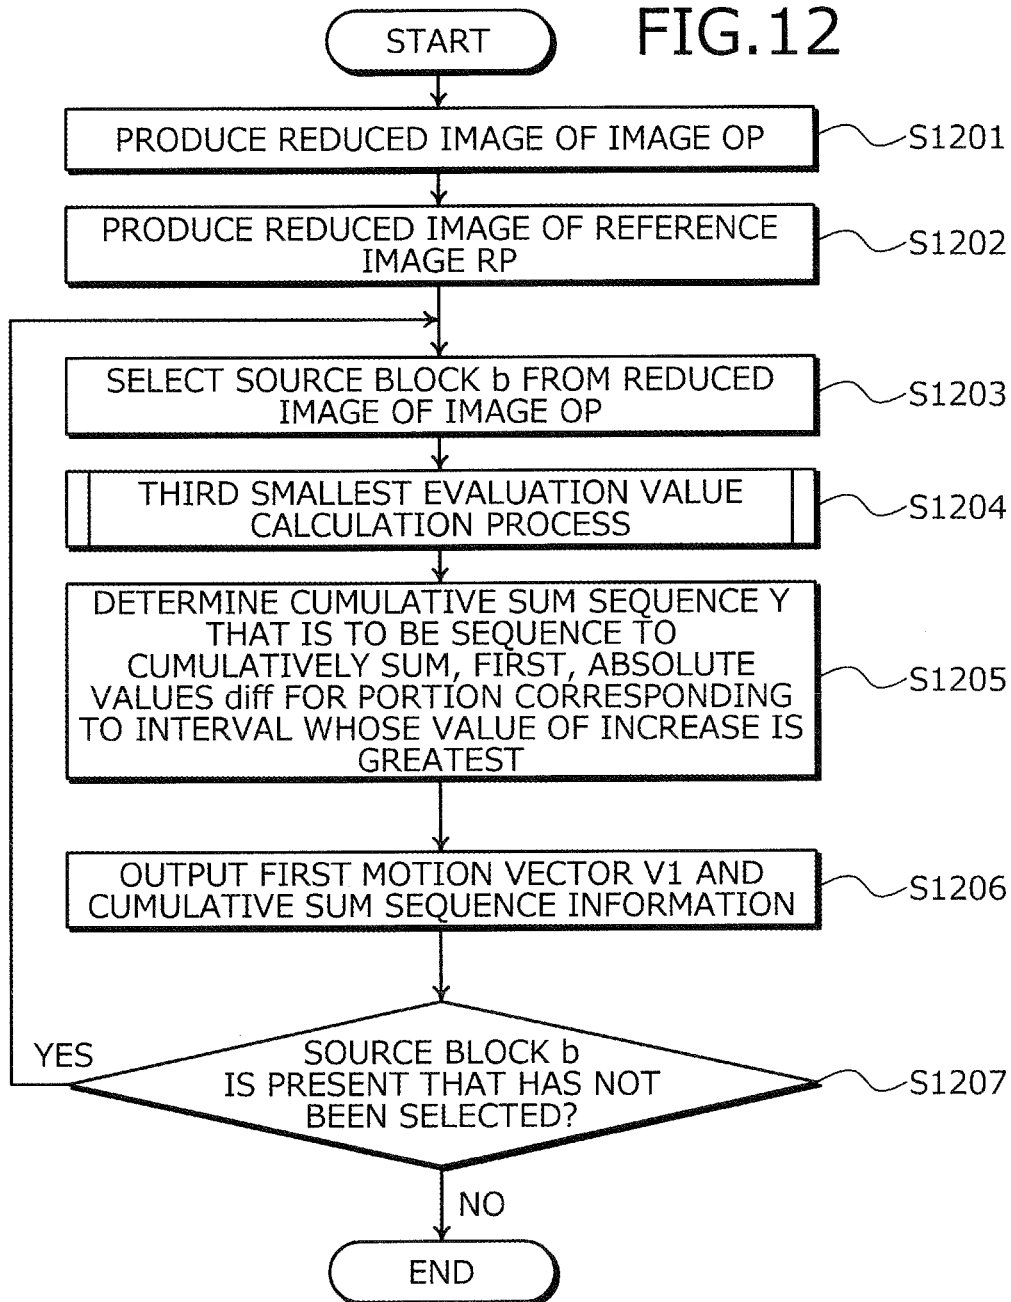 FIG.12
START
PRODUCE REDUCED IMAGE OF IMAGE OP
S1201
PRODUCE REDUCED IMAGE OF REFERENCE
IMAGE RP
S1202
SELECT SOURCE BLOCK b FROM REDUCED
IMAGE OF IMAGE OP
S1203
THIRD SMALLEST EVALUATION VALUE
CALCULATION PROCESS
S1204
DETERMINE CUMULATIVE SUM SEQUENCE Y
THAT IS TO BE SEQUENCE TO
CUMULATIVELY SUM, FIRST, ABSOLUTE
VALUES diff FOR PORTION CORRESPONDING
TO INTERVAL WHOSE VALUE OF INCREASE IS
GREATEST
S1205
OUTPUT FIRST MOTION VECTOR V1 AND
CUMULATIVE SUM SEQUENCE INFORMATION
S1206
YES
SOURCE BLOCK b
IS PRESENT THAT HAS NOT
BEEN SELECTED?
S1207
NO
END